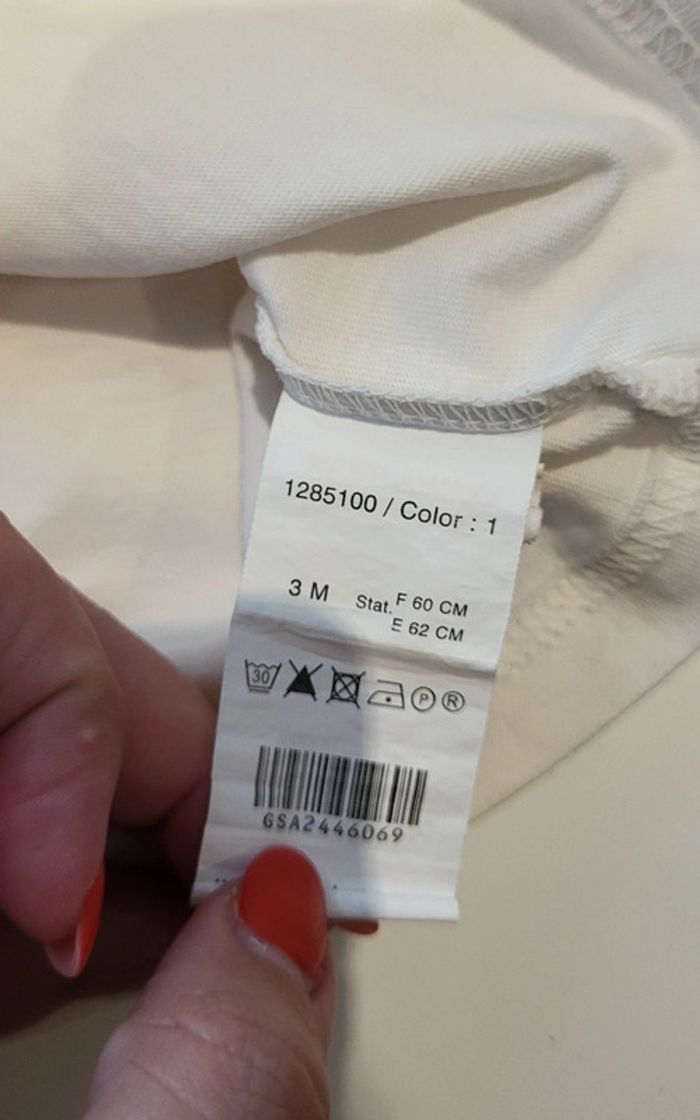 1285100 / Color : 1
3 M Stat. F 60 CM
E 62 CM
30 P R
GSA2446069